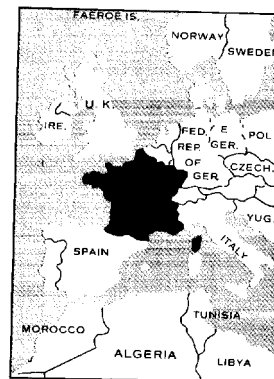 FAEROE IS.
NORWAY
SWEDEN
U. K.
IRE.
FED.
REP.
OF
GER.
E
GER.
POL
CZECH.
YUG.
ITALY
SPAIN
MOROCCO
ALGERIA
TUNISIA
LIBYA